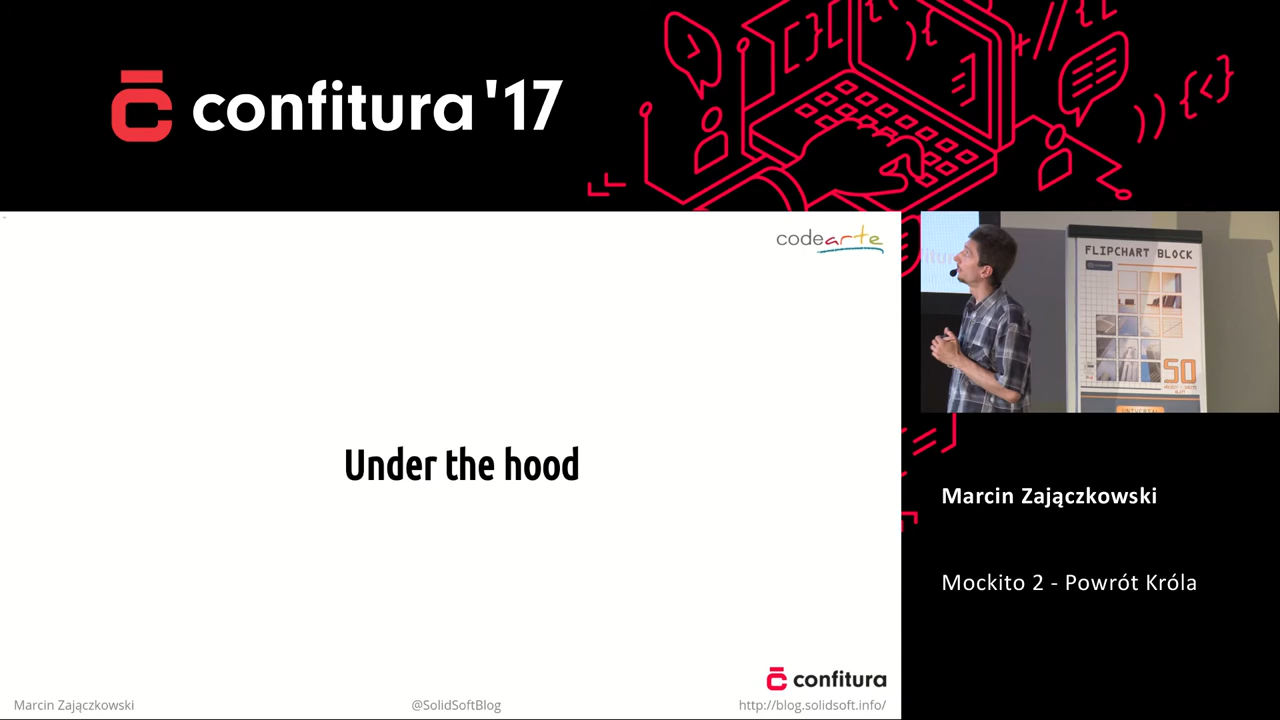 confitura '17
codearte
Under the hood
confitura
Marcin Zajączkowski
@SolidSoftBlog
http://blog.solidsoft.info/
FLIPCHART BLOCK
50
UNIVERSAL
Marcin Zajączkowski
Mockito 2 - Powrót Króla